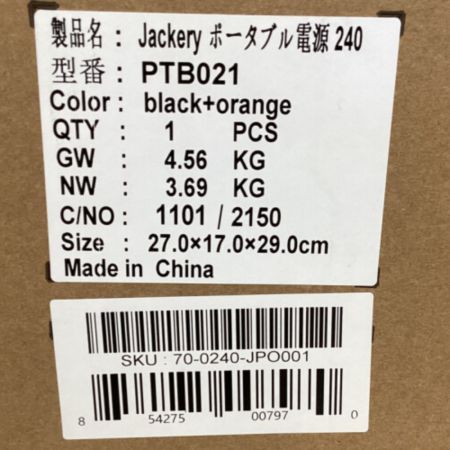 製品名： Jackery ポータブル電源 240
型番： PTB021
Color： black+orange
QTY： 1 PCS
GW： 4.56 KG
NW： 3.69 KG
C/NO： 1101 / 2150
Size： 27.0×17.0×29.0cm
Made in China
SKU : 70-0240-JPO001
8 54275 00797 0